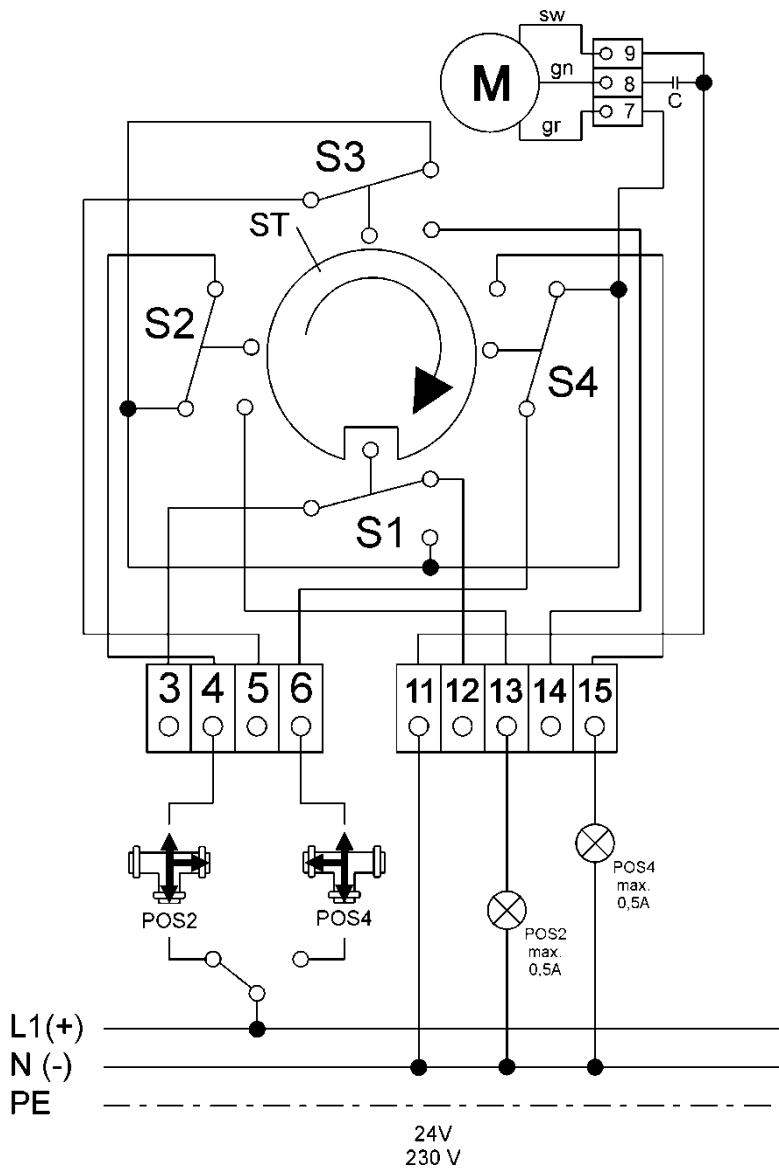 sw
9
M
gn
8
C
gr
7
S3
ST
S2
S4
S1
3 4 5 6
11 12 13 14 15
POS2
POS4
POS4
max.
0,5A
POS2
max.
0,5A
L1(+)
N (-)
PE
24V
230 V